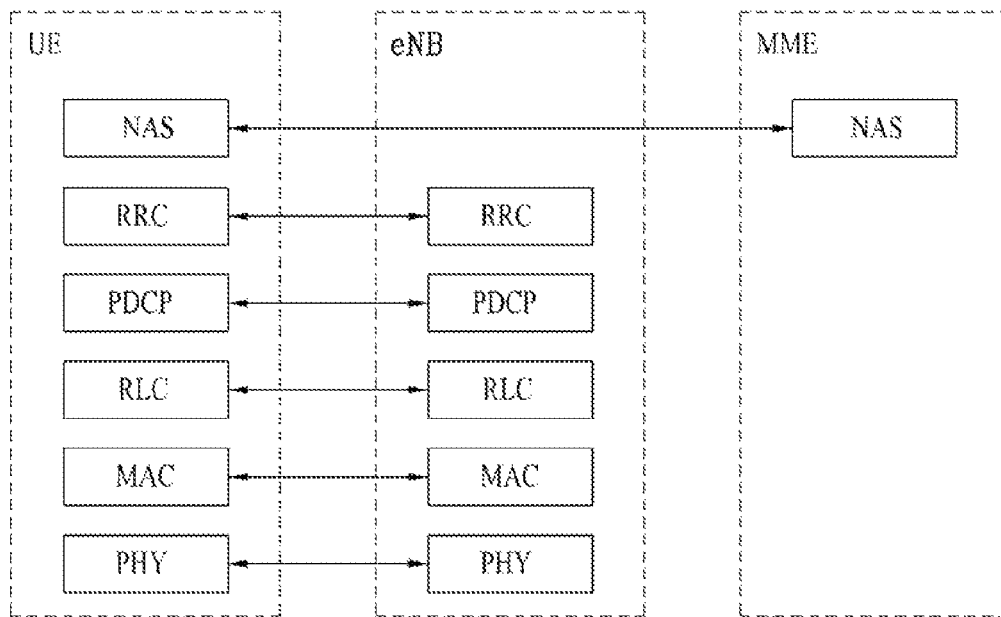 UE eNB MME
NAS NAS
RRC RRC
PDCP PDCP
RLC RLC
MAC MAC
PHY PHY